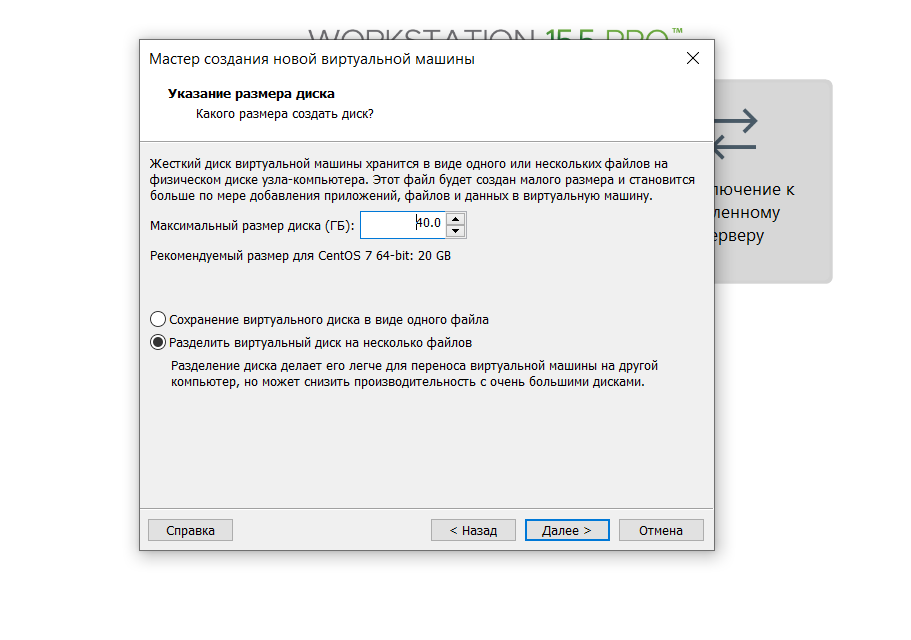 WORKSTATION 15.5 PRO™
Мастер создания новой виртуальной машины
Указание размера диска
Какого размера создать диск?
Жесткий диск виртуальной машины хранится в виде одного или нескольких файлов на
физическом диске узла-компьютера. Этот файл будет создан малого размера и становится
больше по мере добавления приложений, файлов и данных в виртуальную машину.
Максимальный размер диска (ГБ): 40.0
Рекомендуемый размер для CentOS 7 64-bit: 20 GB
Сохранение виртуального диска в виде одного файла
Разделить виртуальный диск на несколько файлов
Разделение диска делает его легче для переноса виртуальной машины на другой
компьютер, но может снизить производительность с очень большими дисками.
Справка
< Назад
Далее >
Отмена
лючение к
ленному
ерверу